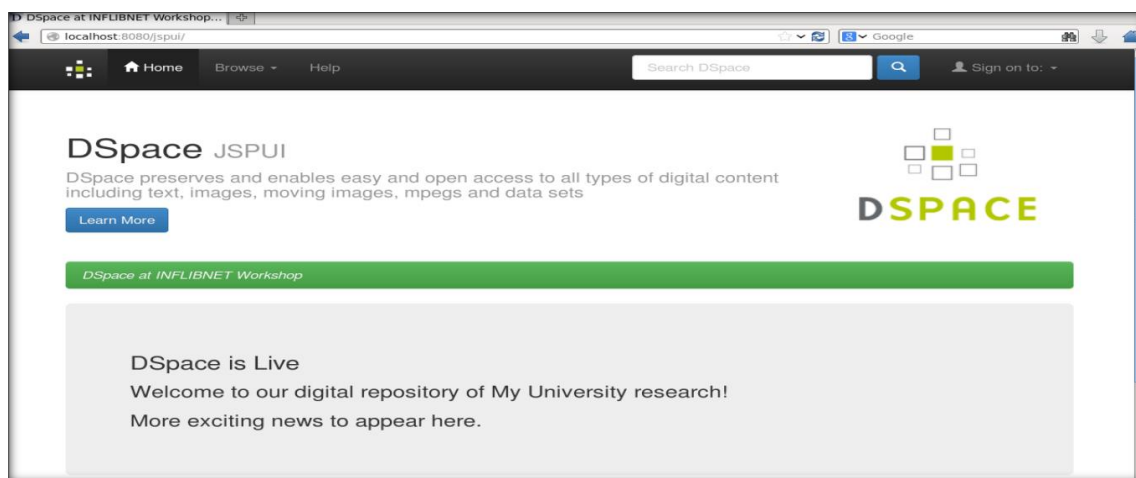 DSpace at INFLIBNET Workshop...
localhost:8080/jspui/
Google
Home Browse Help Search DSpace Sign on to:
DSpace JSPUI
DSpace preserves and enables easy and open access to all types of digital content
including text, images, moving images, mpegs and data sets
Learn More
DSPACE
DSpace at INFLIBNET Workshop
DSpace is Live
Welcome to our digital repository of My University research!
More exciting news to appear here.